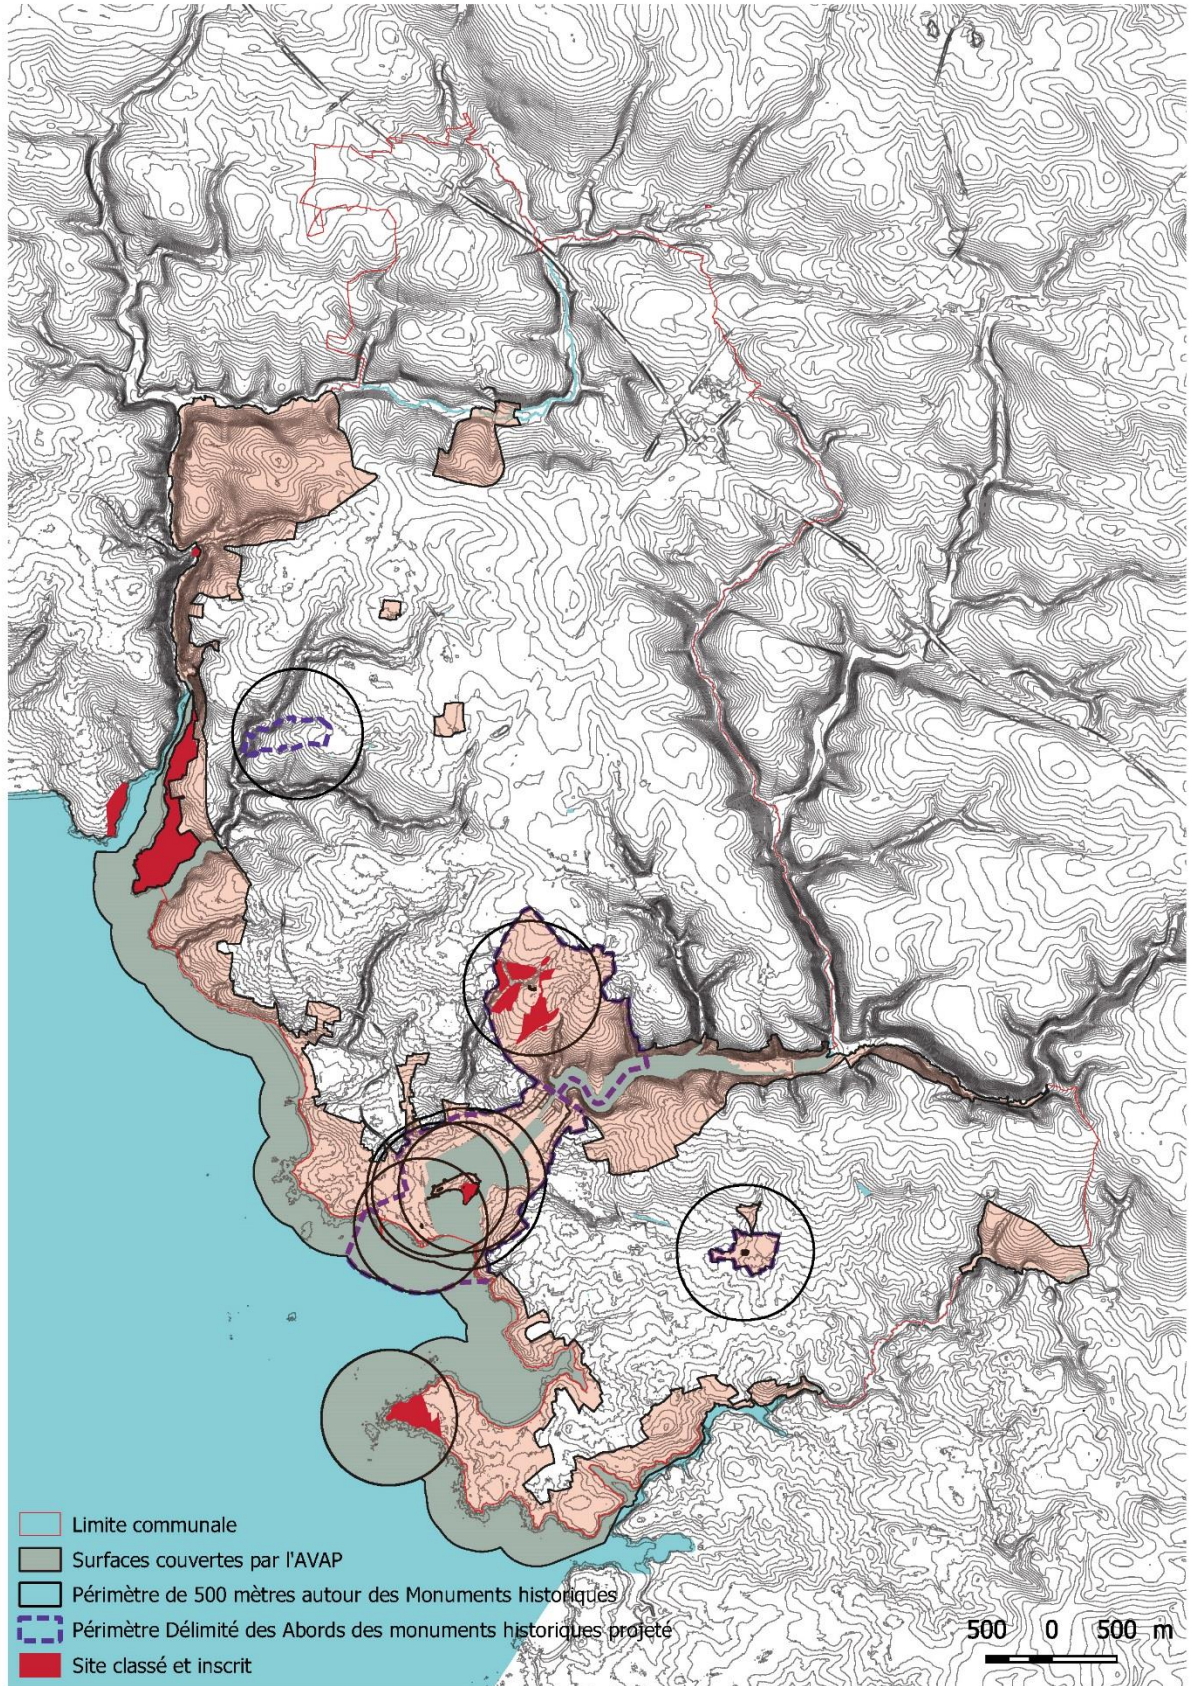 Limite communale
Surfaces couvertes par l'AVAP
Périmètre de 500 mètres autour des Monuments historiques
Périmètre Délimité des Abords des monuments historiques projeté
Site classé et inscrit
500 0 500 m